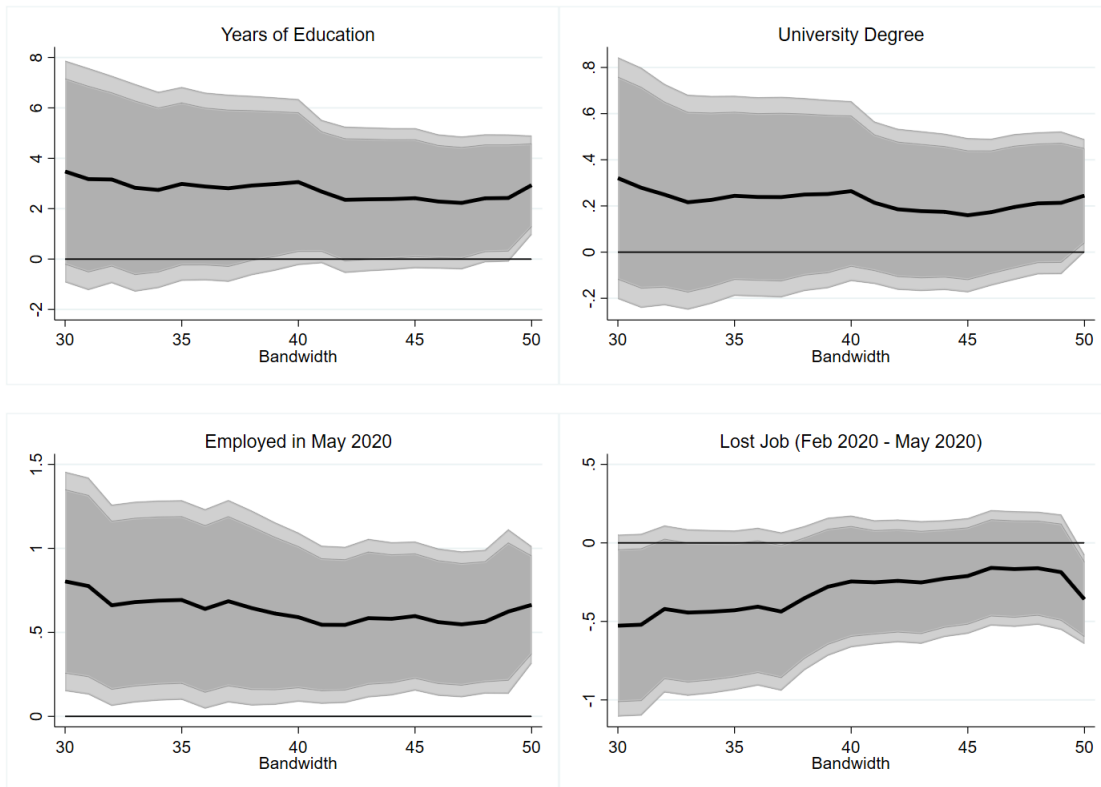 Years of Education
8
6
4
2
0
-2
30 35 40 45 50
Bandwidth
University Degree
.8
.6
.4
.2
0
-.2
30 35 40 45 50
Bandwidth
Employed in May 2020
1.5
1
.5
0
30 35 40 45 50
Bandwidth
Lost Job (Feb 2020 - May 2020)
.5
0
-.5
-1
30 35 40 45 50
Bandwidth